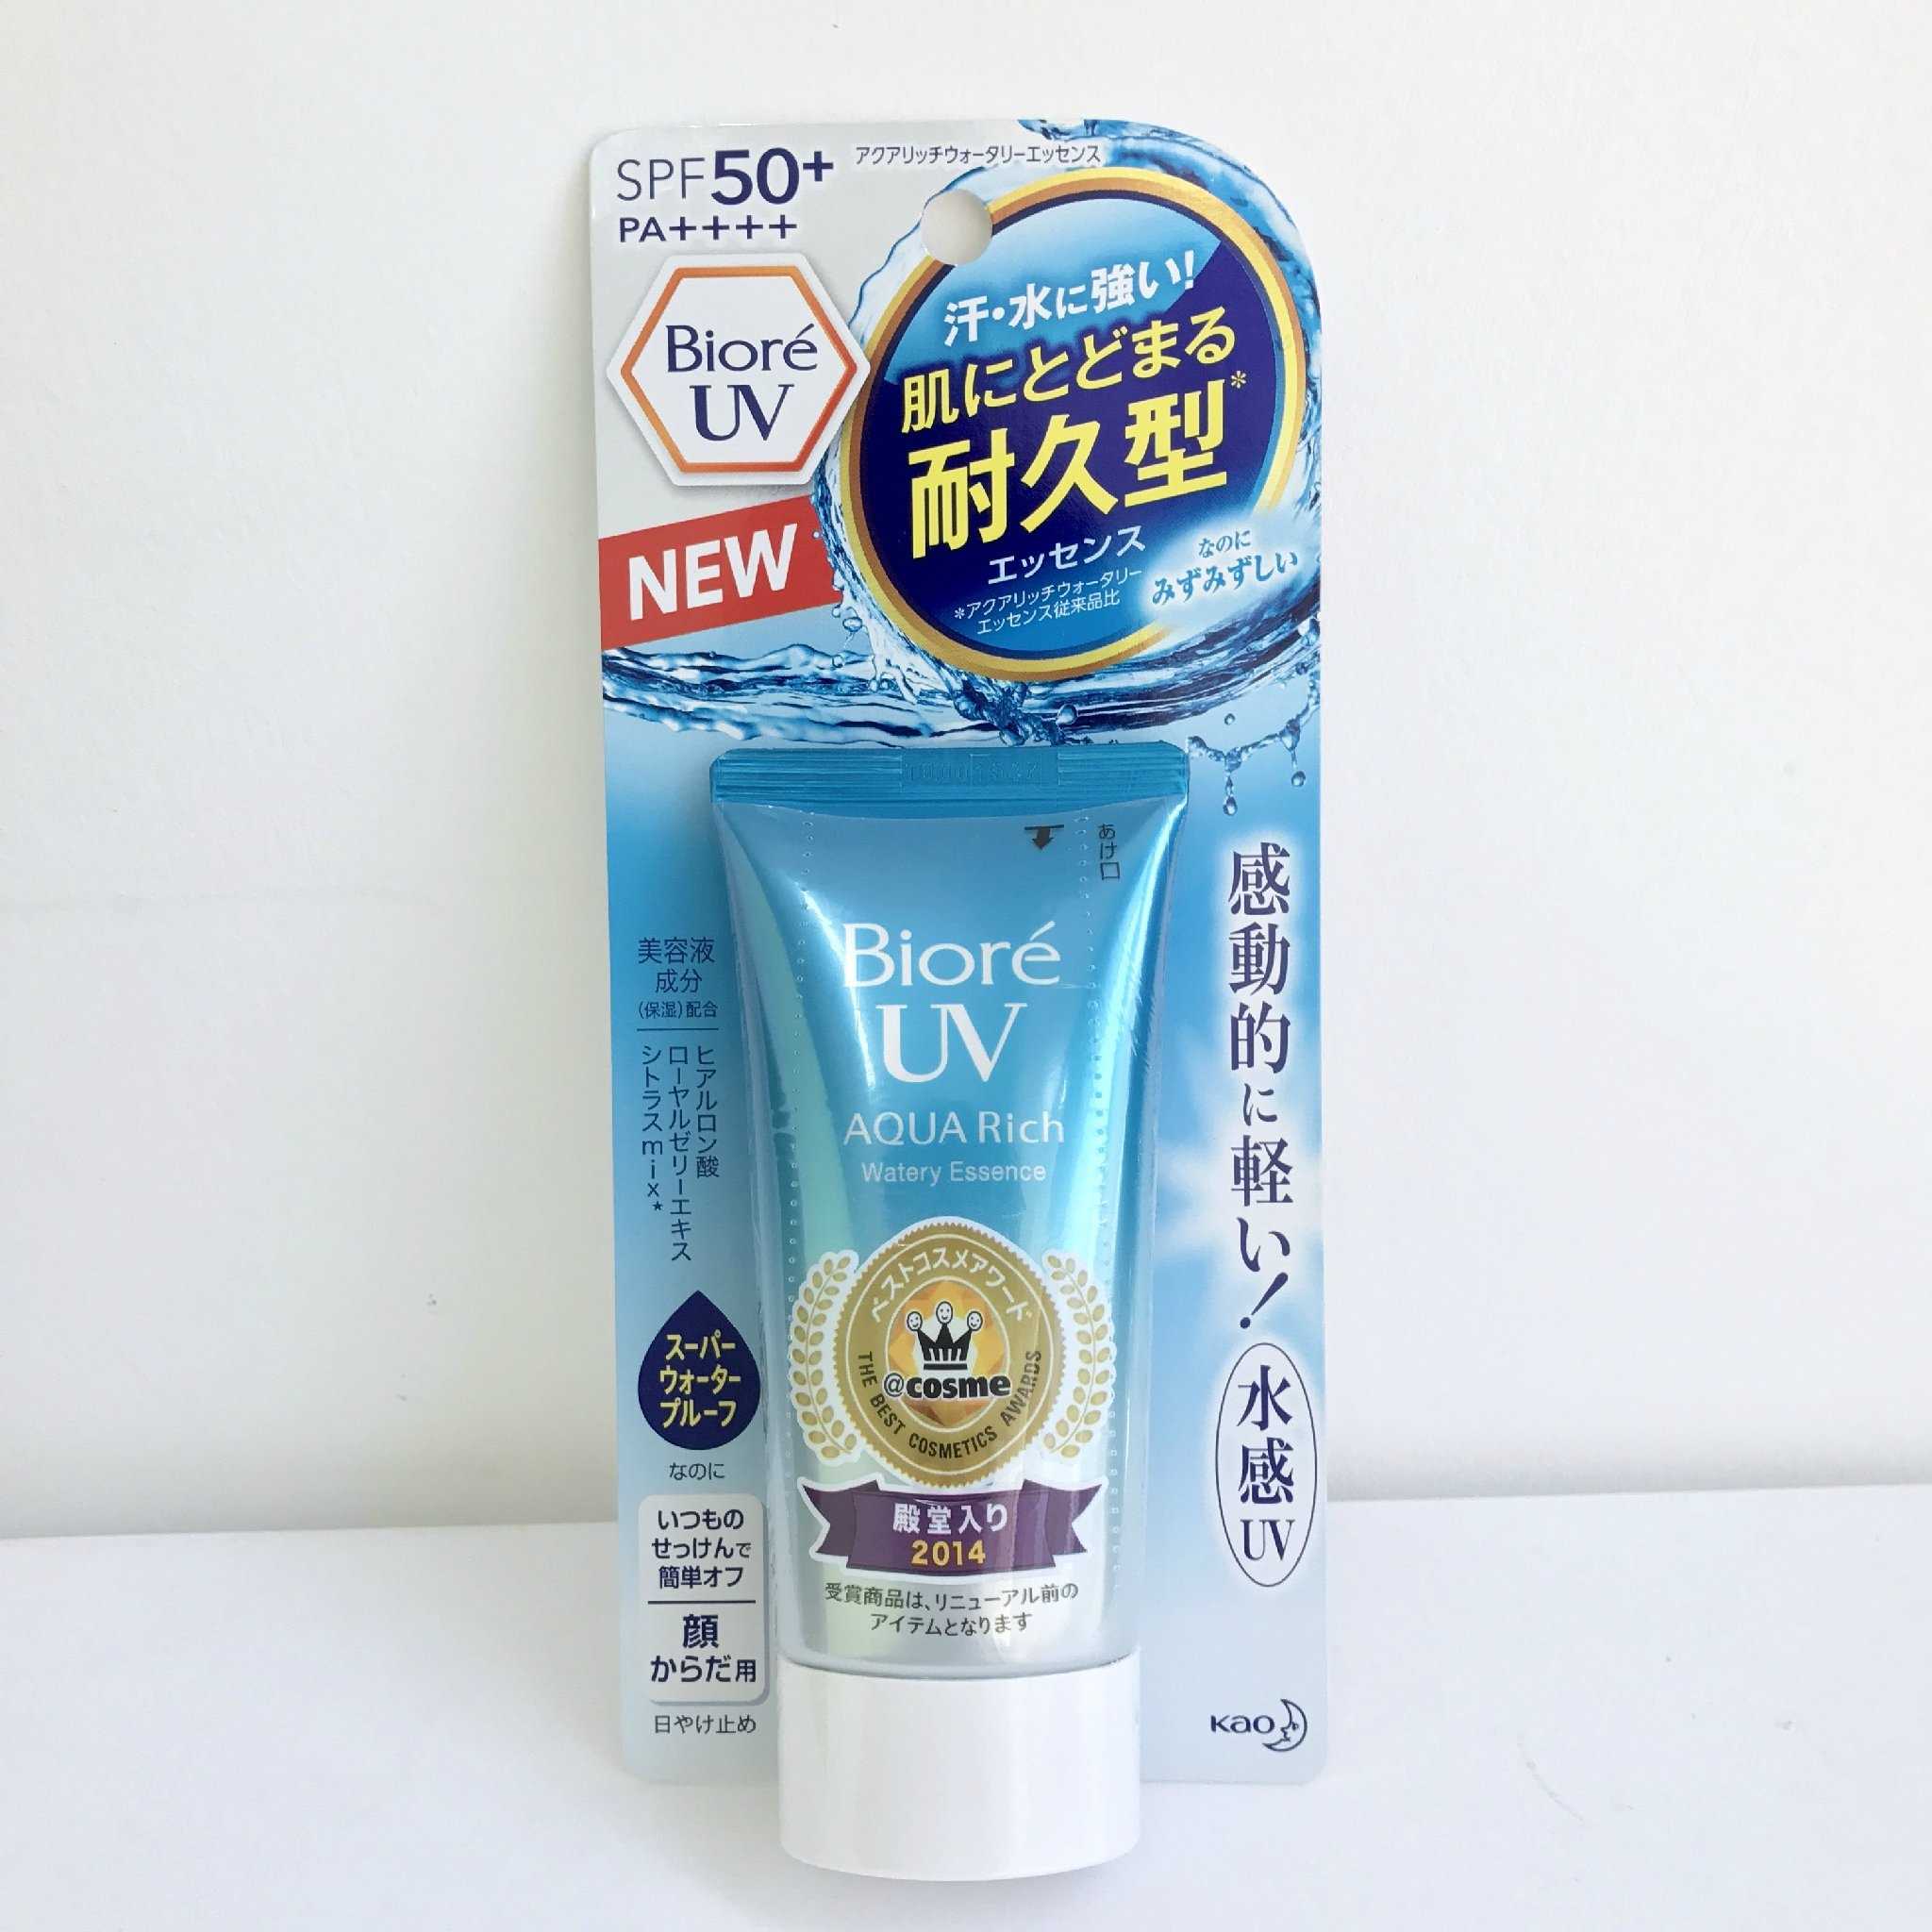 SPF50+
PA++++
アクアリッチウォータリーエッセンス
Bioré
UV
NEW
汗・水に強い!
肌にとどまる
耐久型*
エッセンス
*アクアリッチウォータリー
エッセンス従来品比
なのに
みずみずしい
あけ口
Bioré
UV
AQUA Rich
Watery Essence
ベストコスメアワード
@cosme
THE BEST COSMETICS AWARDS
殿堂入り
2014
受賞商品は、リニューアル前の
アイテムとなります
美容液
成分
(保湿)配合
ヒアルロン酸
ローヤルゼリーエキス
シトラスmix*
スーパー
ウォーター
プルーフ
なのに
いつもの
せっけんで
簡単オフ
顔
からだ用
日やけ止め
感動的に軽い!
水感UV
Kao